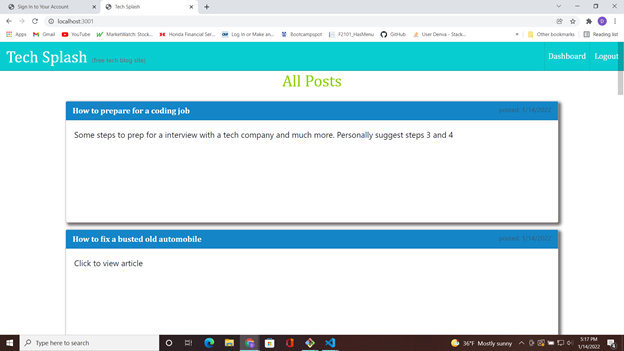 Sign in to Your Account
Tech Splash
localhost:3001
Apps
Gmail
YouTube
MarketWatch: Stock...
Honda Financial Ser...
Log In or Make an...
Bootcampspot
F2101_HasMenu
GitHub
User Denva - Stack...
Other bookmarks
Reading list
Tech Splash (free tech blog site)
Dashboard
Logout
All Posts
How to prepare for a coding job
posted: 1/14/2022
Some steps to prep for a interview with a tech company and much more. Personally suggest steps 3 and 4
How to fix a busted old automobile
posted: 1/14/2022
Click to view article
Type here to search
36°F Mostly sunny
5:17 PM
1/14/2022